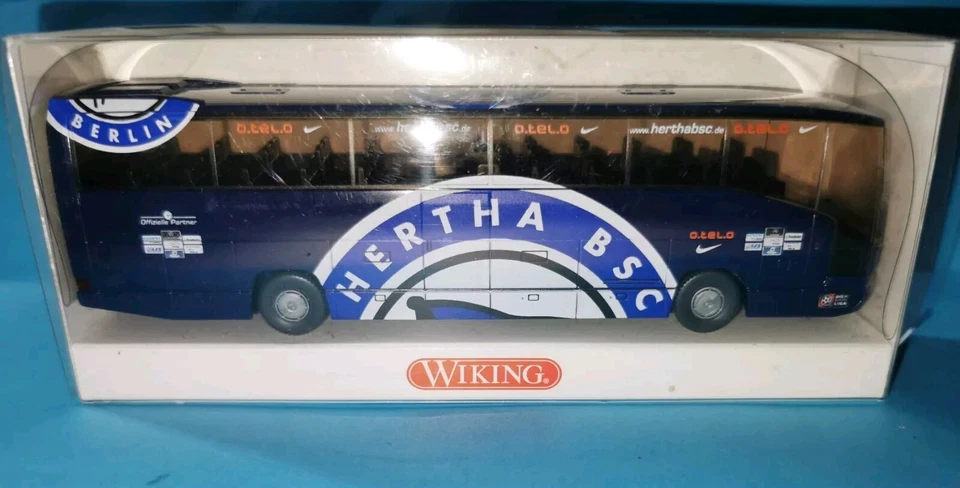 BERLIN
o.tel.o
www.herthabsc.de
o.tel.o
www.herthabsc.de
o.tel.o
Offizielle Partner
HERTHA BSC
o.tel.o
WIKING®